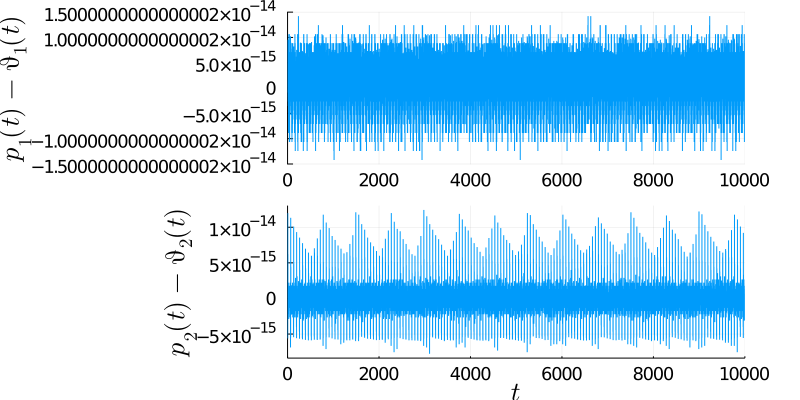 p₁(t) − ϑ₁(t)
1.5000000000000002×10⁻¹⁴
1.0000000000000002×10⁻¹⁴
5.0×10⁻¹⁵
0
−5.0×10⁻¹⁵
−1.0000000000000002×10⁻¹⁴
−1.5000000000000002×10⁻¹⁴
0 2000 4000 6000 8000 10000
p₂(t) − ϑ₂(t)
1×10⁻¹⁴
5×10⁻¹⁵
0
−5×10⁻¹⁵
0 2000 4000 6000 8000 10000
t